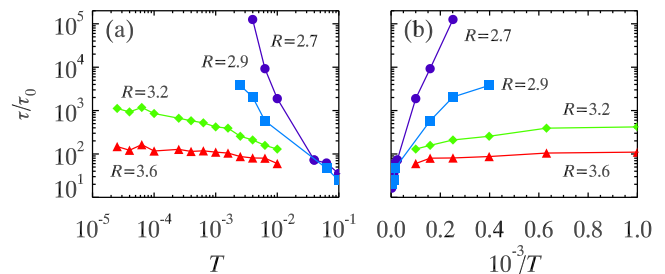 (a)
(b)
τ/τ₀
10⁵
10⁴
10³
10²
10¹
R=2.7
R=2.9
R=3.2
R=3.6
R=2.7
R=2.9
R=3.2
R=3.6
10⁻⁵ 10⁻⁴ 10⁻³ 10⁻² 10⁻¹
0.0 0.2 0.4 0.6 0.8 1.0
T
10⁻³/T